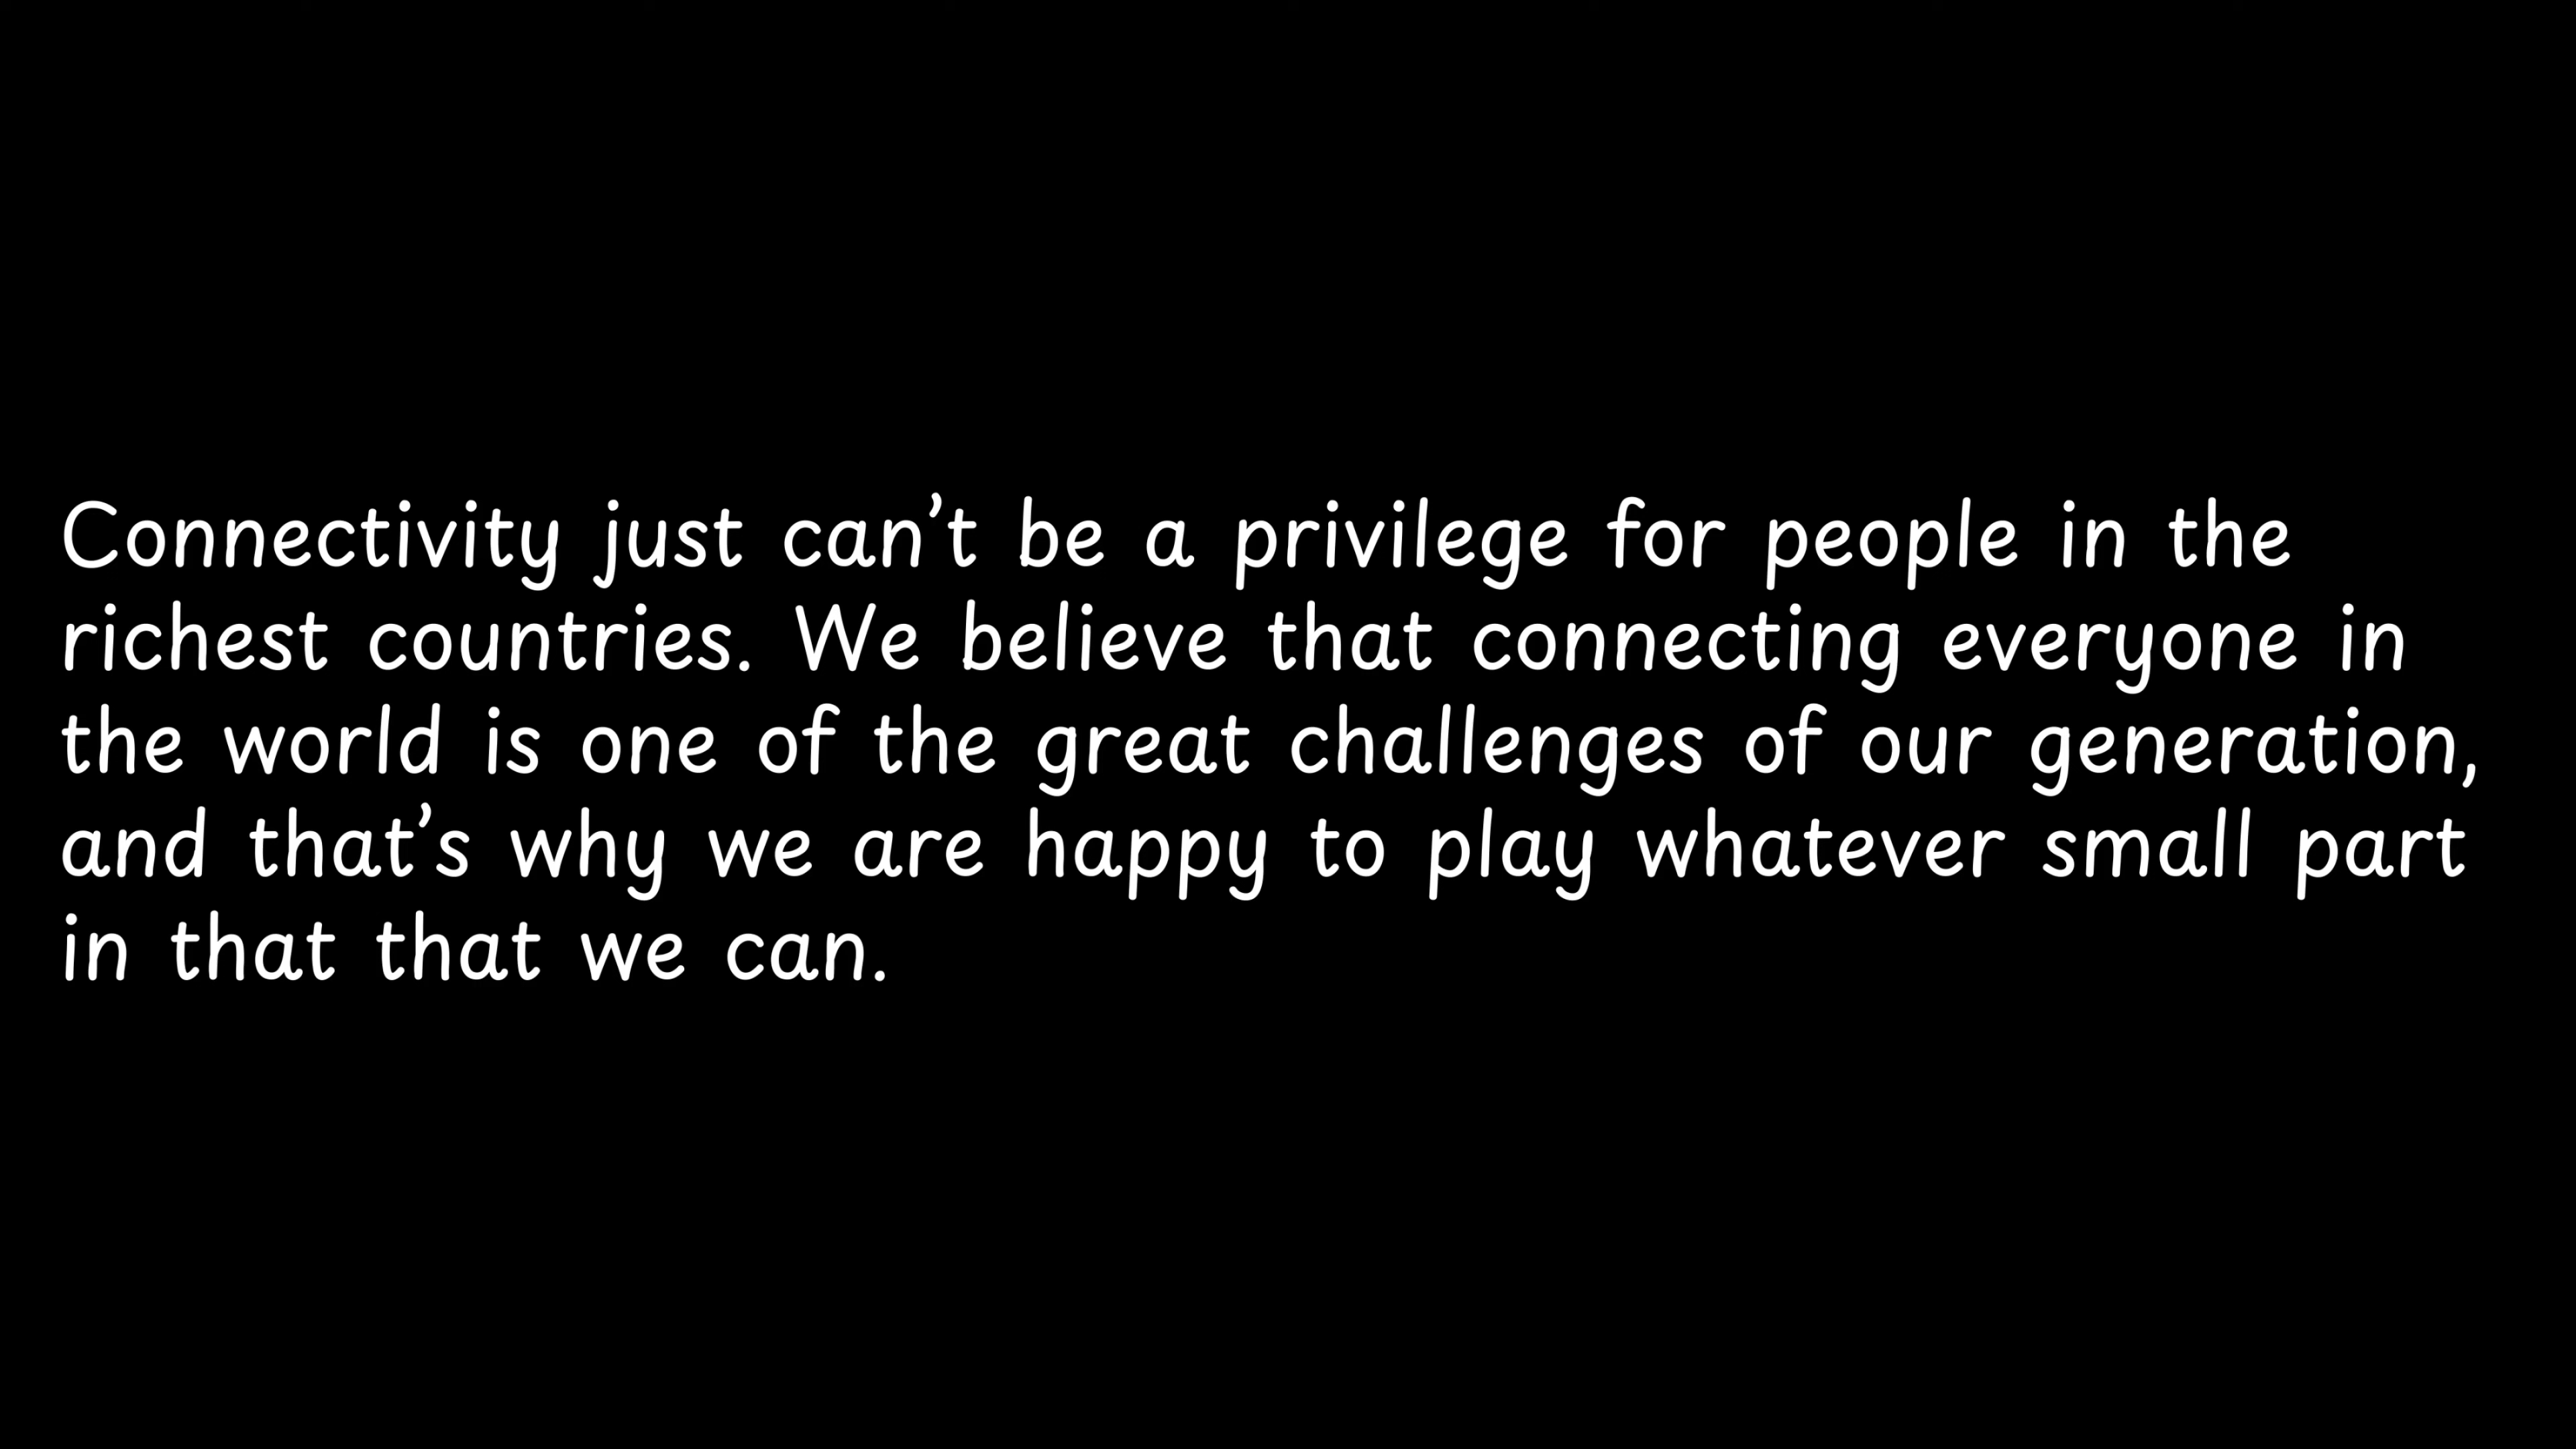 Connectivity just can’t be a privilege for people in the
richest countries. We believe that connecting everyone in
the world is one of the great challenges of our generation,
and that’s why we are happy to play whatever small part
in that that we can.